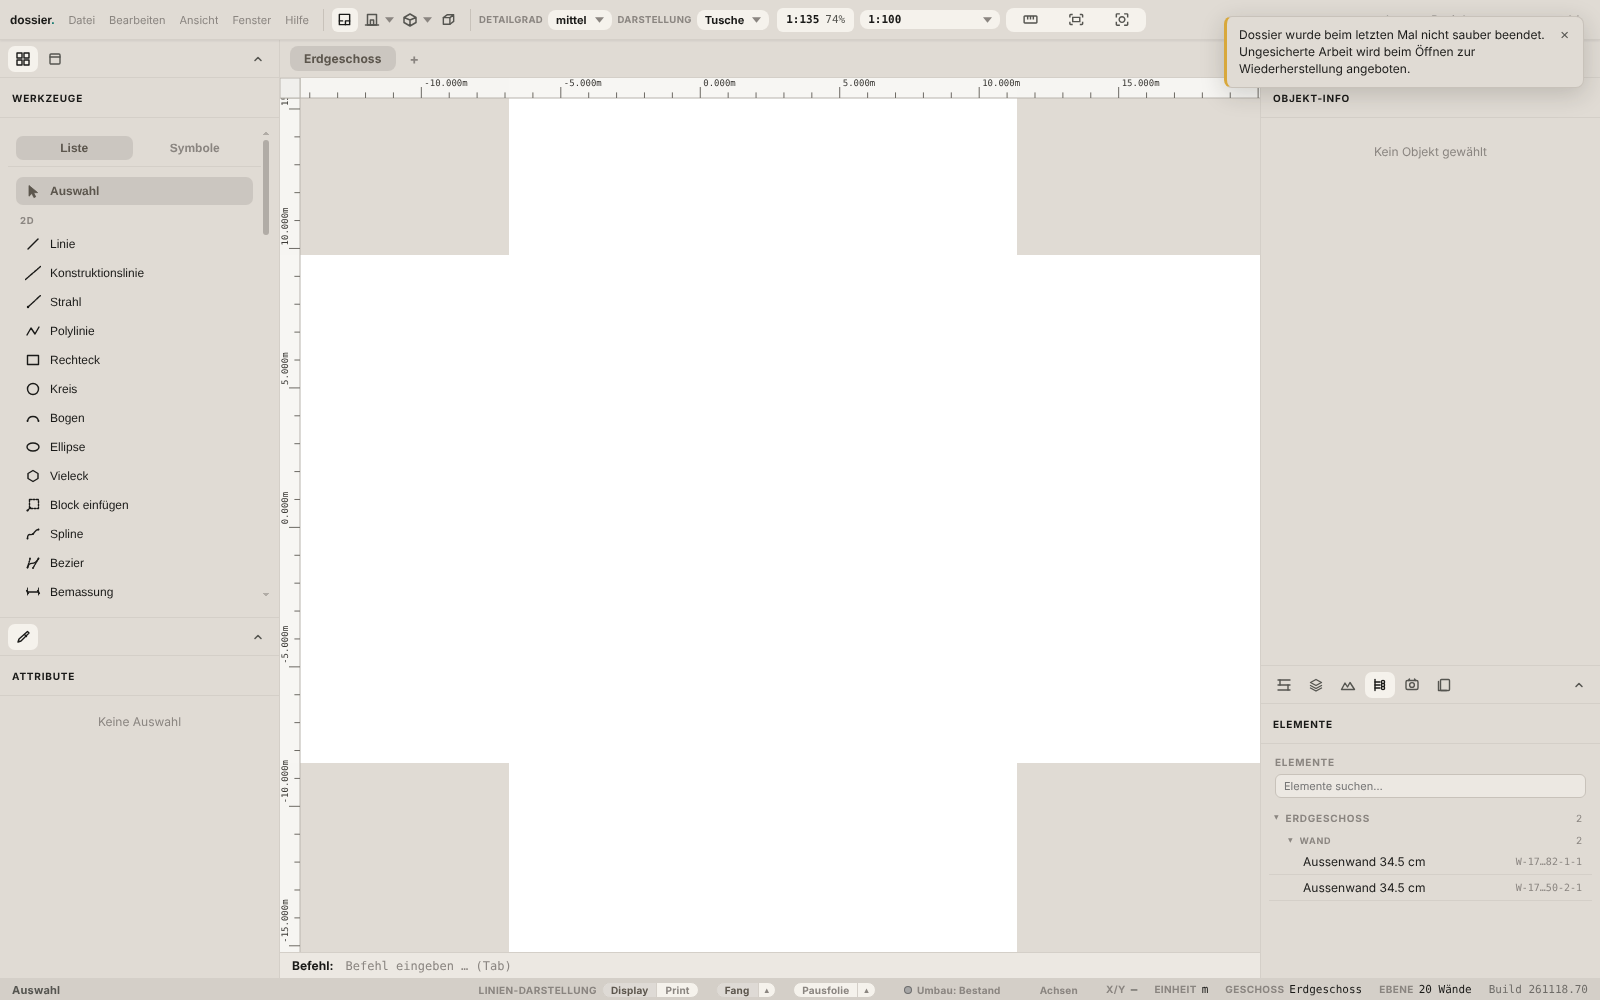 dossier. Datei Bearbeiten Ansicht Fenster Hilfe DETAILGRAD mittel DARSTELLUNG Tusche 1:135 74% 1:100
Dossier wurde beim letzten Mal nicht sauber beendet. ×
Ungesicherte Arbeit wird beim Öffnen zur
Wiederherstellung angeboten.
Erdgeschoss +
-10.000m -5.000m 0.000m 5.000m 10.000m 15.000m
WERKZEUGE
Liste Symbole
Auswahl
2D
Linie
Konstruktionslinie
Strahl
Polylinie
Rechteck
Kreis
Bogen
Ellipse
Vieleck
Block einfügen
Spline
Bezier
Bemassung
ATTRIBUTE
Keine Auswahl
10.000m
5.000m
0.000m
-5.000m
-10.000m
-15.000m
OBJEKT-INFO
Kein Objekt gewählt
ELEMENTE
ELEMENTE
Elemente suchen…
ERDGESCHOSS 2
WAND 2
Aussenwand 34.5 cm W-17…82-1-1
Aussenwand 34.5 cm W-17…50-2-1
Befehl: Befehl eingeben … (Tab)
Auswahl LINIEN-DARSTELLUNG Display Print Fang Pausfolie Umbau: Bestand Achsen X/Y — EINHEIT m GESCHOSS Erdgeschoss EBENE 20 Wände Build 261118.70